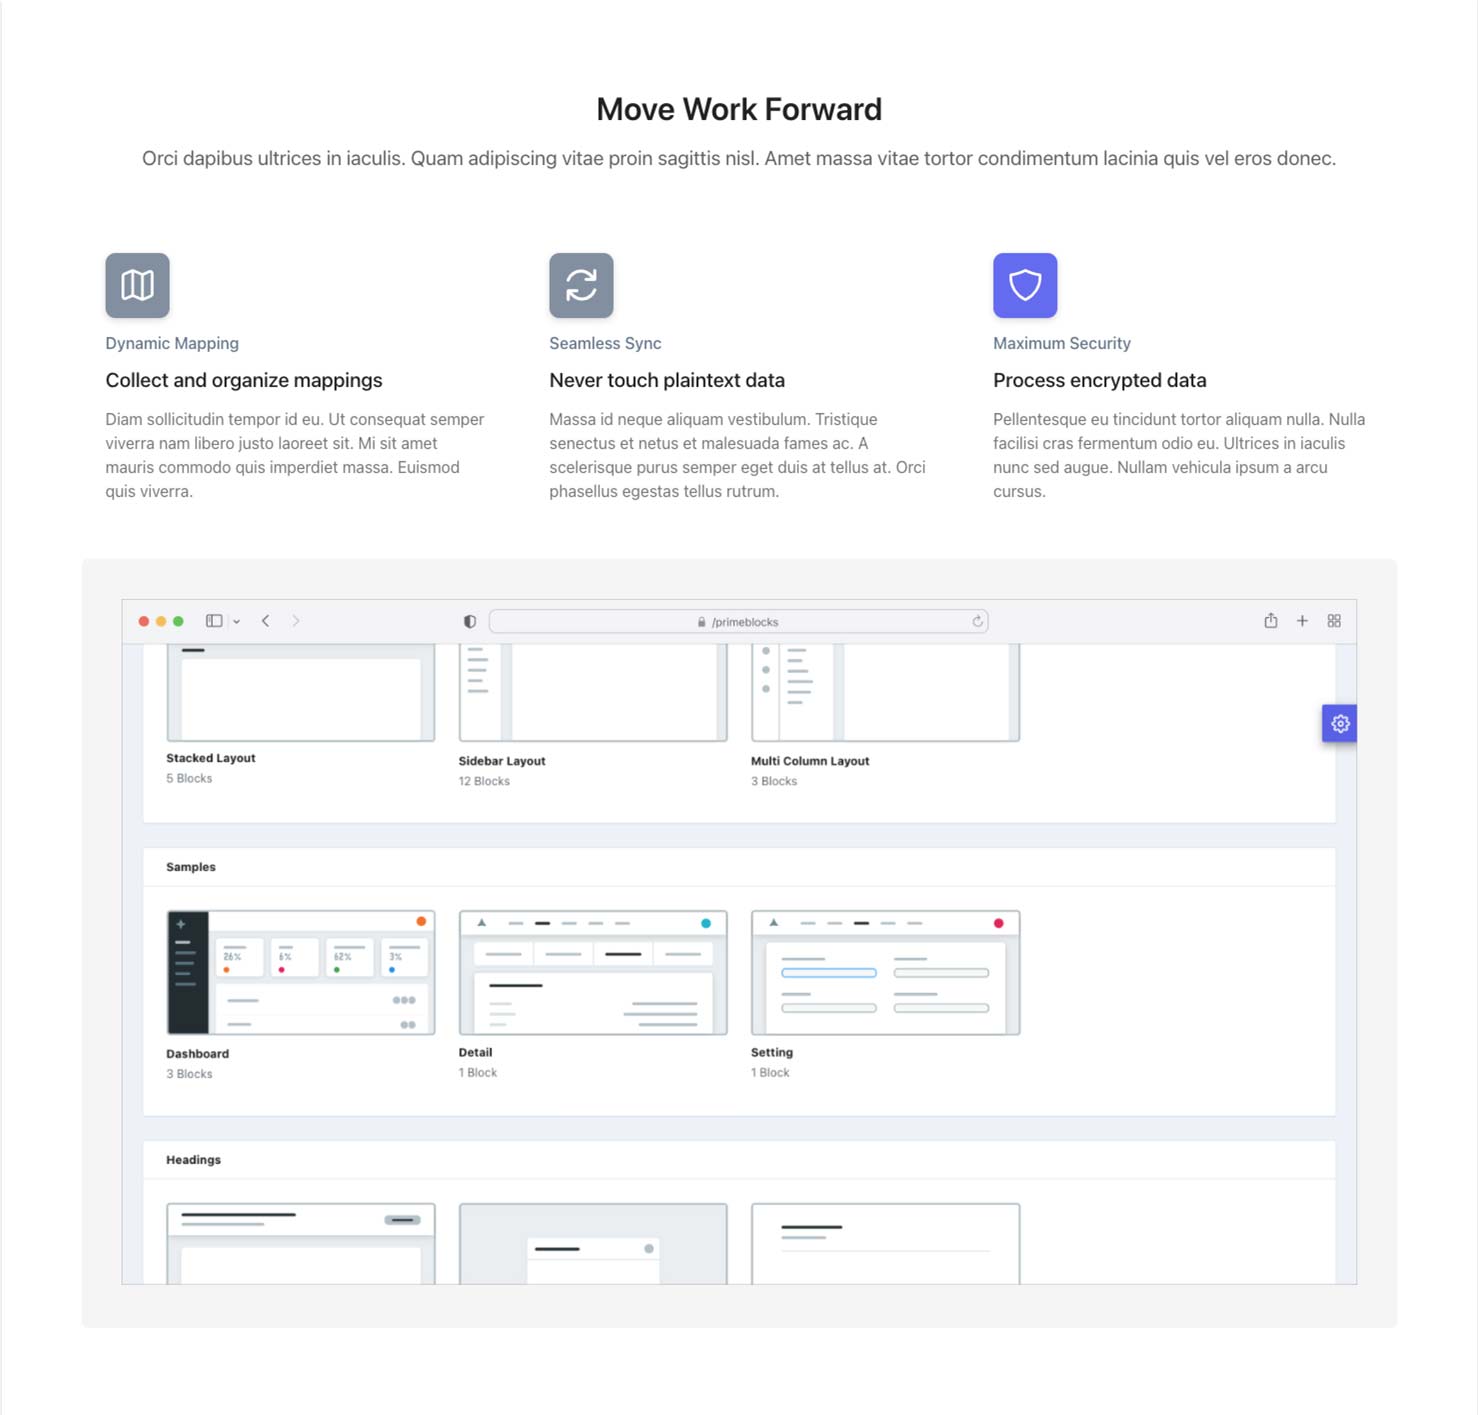 Move Work Forward
Orci dapibus ultrices in iaculis. Quam adipiscing vitae proin sagittis nisl. Amet massa vitae tortor condimentum lacinia quis vel eros donec.
Dynamic Mapping
Collect and organize mappings
Diam sollicitudin tempor id eu. Ut consequat semper
viverra nam libero justo laoreet sit. Mi sit amet
mauris commodo quis imperdiet massa. Euismod
quis viverra.
Seamless Sync
Never touch plaintext data
Massa id neque aliquam vestibulum. Tristique
senectus et netus et malesuada fames ac. A
scelerisque purus semper eget duis at tellus at. Orci
phasellus egestas tellus rutrum.
Maximum Security
Process encrypted data
Pellentesque eu tincidunt tortor aliquam nulla. Nulla
facilisi cras fermentum odio eu. Ultrices in iaculis
nunc sed augue. Nullam vehicula ipsum a arcu
cursus.
/primeblocks
Stacked Layout
5 Blocks
Sidebar Layout
12 Blocks
Multi Column Layout
3 Blocks
Samples
26% 6% 62% 3%
Dashboard
3 Blocks
Detail
1 Block
Setting
1 Block
Headings